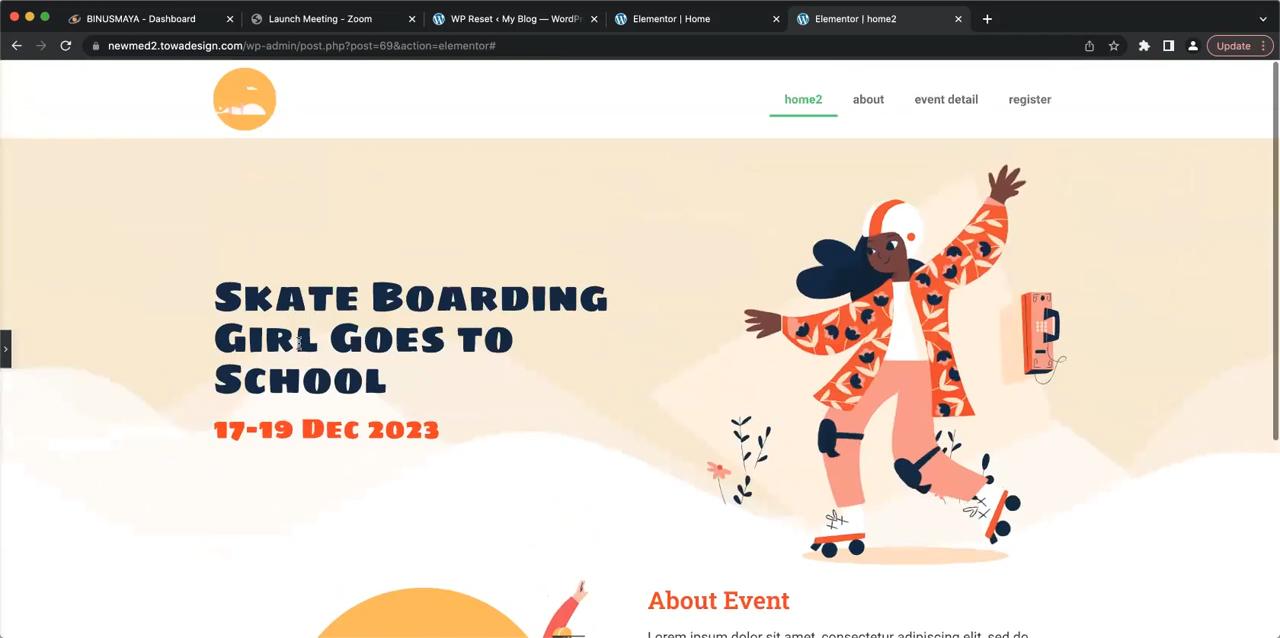 BINUSMAYA - Dashboard
Launch Meeting - Zoom
WP Reset ‹ My Blog — WordPr
Elementor | Home
Elementor | home2
newmed2.towadesign.com/wp-admin/post.php?post=69&action=elementor#
Update
home2
about
event detail
register
Skate Boarding
Girl Goes to
School
17-19 Dec 2023
About Event
Lorem ipsum dolor sit amet, consectetur adipiscing elit, sed do